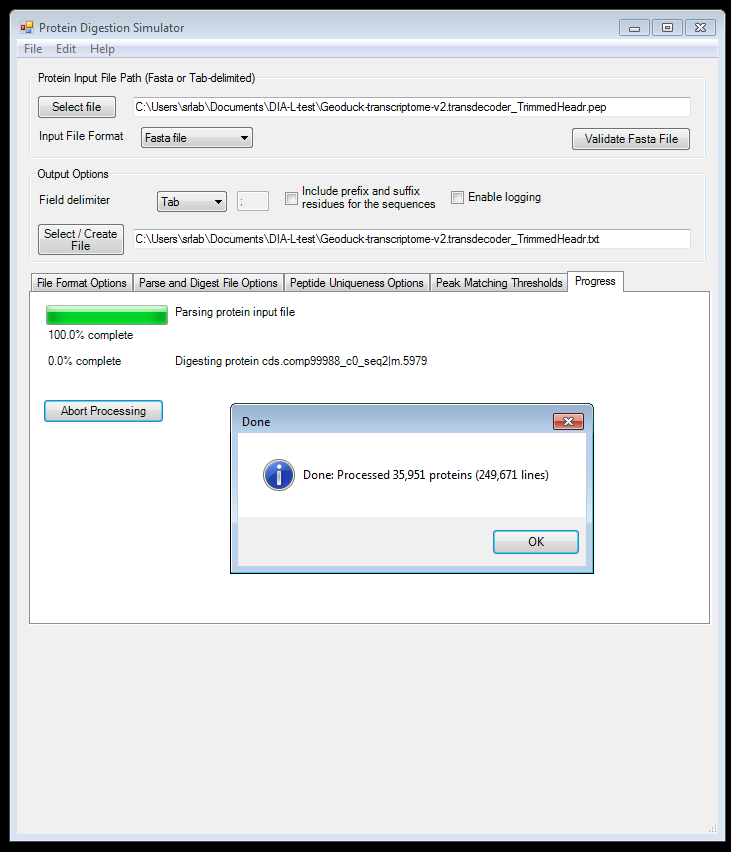 Protein Digestion Simulator
File Edit Help
Protein Input File Path (Fasta or Tab-delimited)
Select file C:\Users\srlab\Documents\DIA-L-test\Geoduck-transcriptome-v2.transdecoder_TrimmedHeadr.pep
Input File Format Fasta file Validate Fasta File
Output Options
Field delimiter Tab ; Include prefix and suffix
residues for the sequences Enable logging
Select / Create
File C:\Users\srlab\Documents\DIA-L-test\Geoduck-transcriptome-v2.transdecoder_TrimmedHeadr.txt
File Format Options Parse and Digest File Options Peptide Uniqueness Options Peak Matching Thresholds Progress
Parsing protein input file
100.0% complete
0.0% complete Digesting protein cds.comp99988_c0_seq2|m.5979
Abort Processing
Done
Done: Processed 35,951 proteins (249,671 lines)
OK